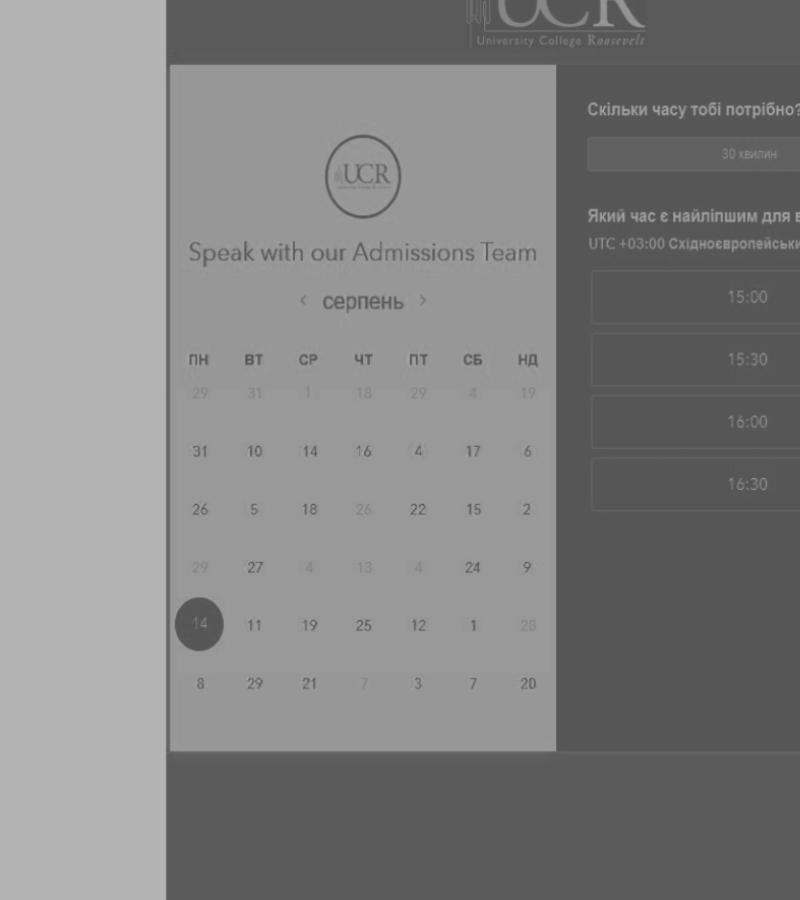 UCR
University College Roosevelt
UCR
Speak with our Admissions Team
‹ серпень ›
ПН ВТ СР ЧТ ПТ СБ НД
29 31 1 18 29 4 19
31 10 14 16 4 17 6
26 5 18 26 22 15 2
29 27 4 13 4 24 9
14 11 19 25 12 1 28
8 29 21 7 3 7 20
Скільки часу тобі потрібно?
30 хвилин
Який час є найліпшим для в
UTC +03:00 Східноєвропейськи
15:00
15:30
16:00
16:30